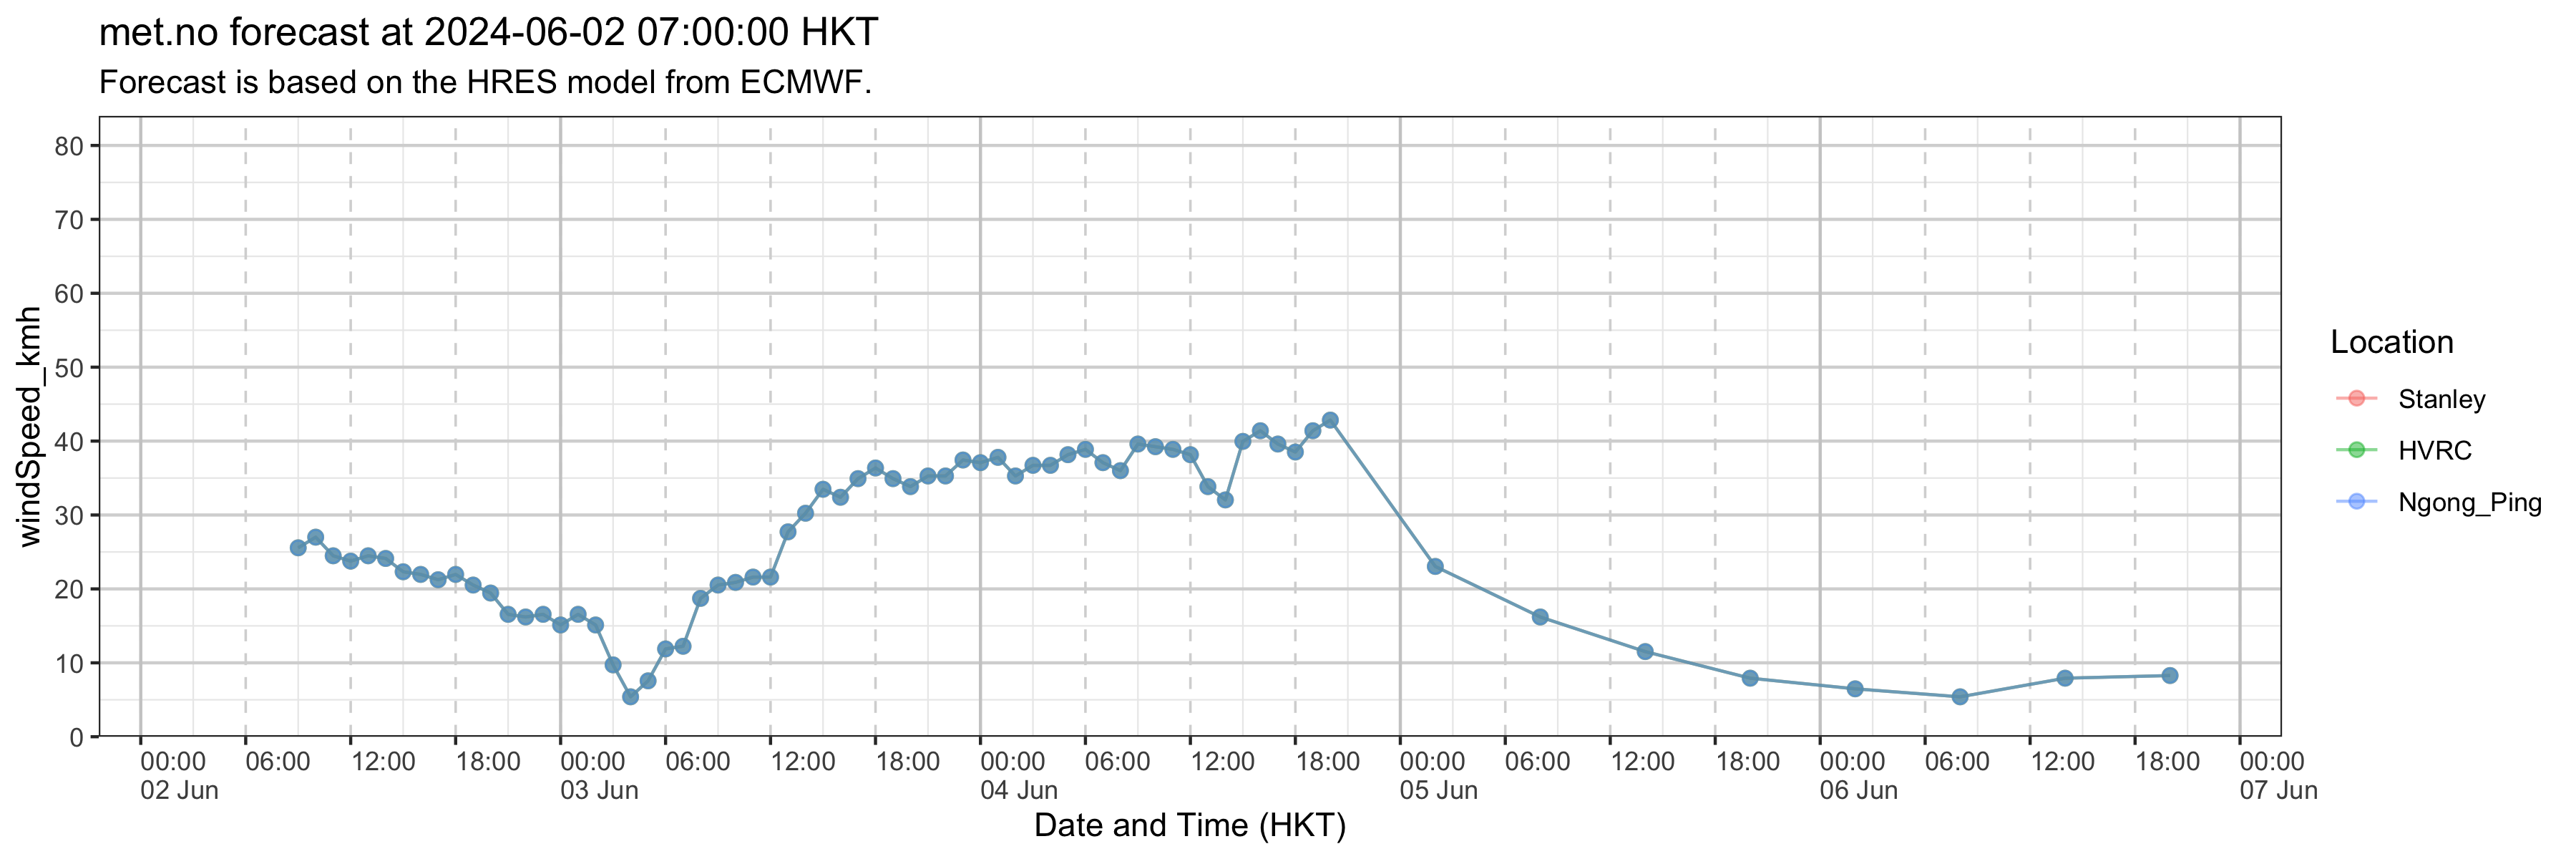 met.no forecast at 2024-06-02 07:00:00 HKT
Forecast is based on the HRES model from ECMWF.
windSpeed_kmh
80
70
60
50
40
30
20
10
0
00:00 06:00 12:00 18:00 00:00 06:00 12:00 18:00 00:00 06:00 12:00 18:00 00:00 06:00 12:00 18:00 00:00 06:00 12:00 18:00 00:00
02 Jun 03 Jun 04 Jun 05 Jun 06 Jun 07 Jun
Date and Time (HKT)
Location
Stanley
HVRC
Ngong_Ping